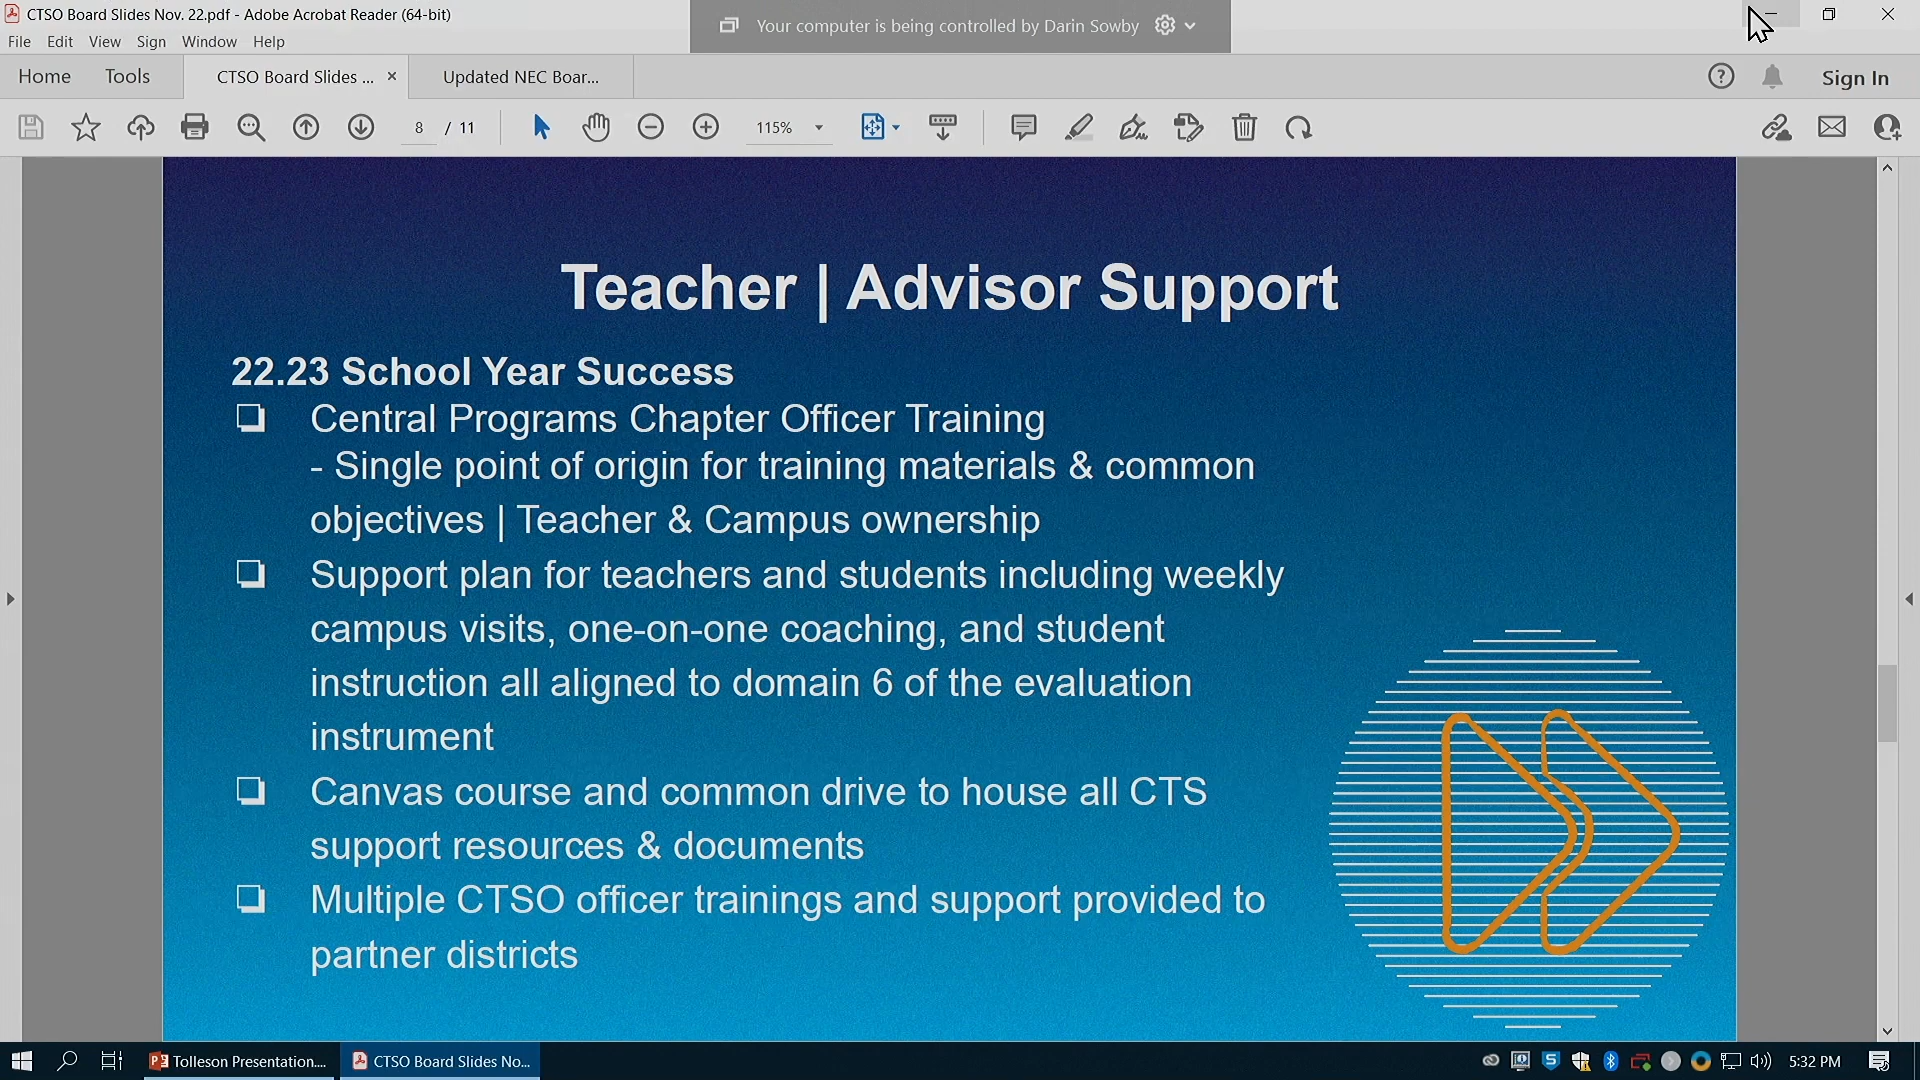 CTSO Board Slides Nov. 22.pdf - Adobe Acrobat Reader (64-bit)
Your computer is being controlled by Darin Sowby
File Edit View Sign Window Help
Home Tools CTSO Board Slides ... × Updated NEC Boar... Sign In
8 / 11 115%
Teacher | Advisor Support
22.23 School Year Success
Central Programs Chapter Officer Training
- Single point of origin for training materials & common
objectives | Teacher & Campus ownership
Support plan for teachers and students including weekly
campus visits, one-on-one coaching, and student
instruction all aligned to domain 6 of the evaluation
instrument
Canvas course and common drive to house all CTS
support resources & documents
Multiple CTSO officer trainings and support provided to
partner districts
Tolleson Presentation.... CTSO Board Slides No... 5:32 PM